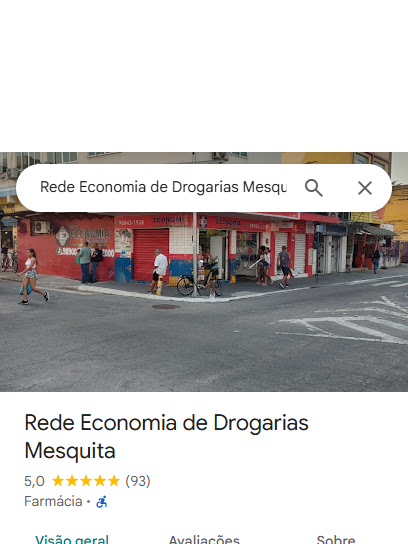 Rede Economia de Drogarias Mesqu
ECONOMIA
ECONOMIA
Rede Economia de Drogarias
Mesquita
5,0 (93)
Farmácia ·
Visão geral Avaliações Sobre